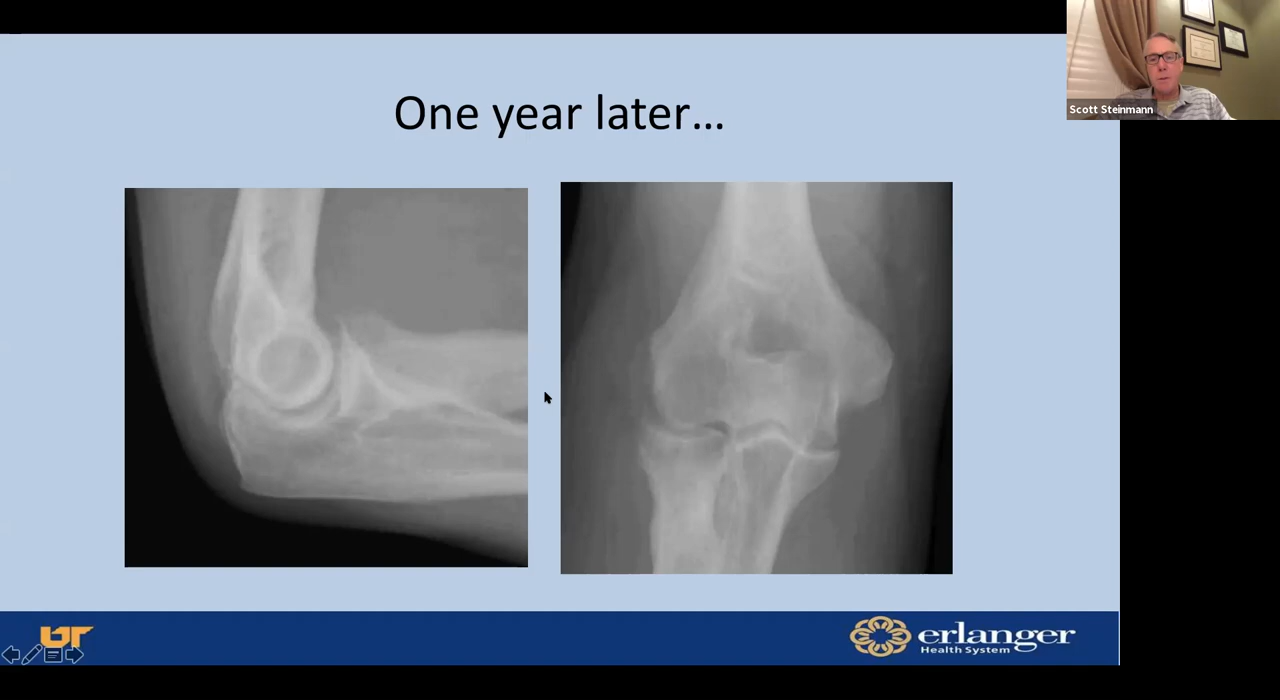 Scott Steinmann
One year later...
UT
erlanger
Health System